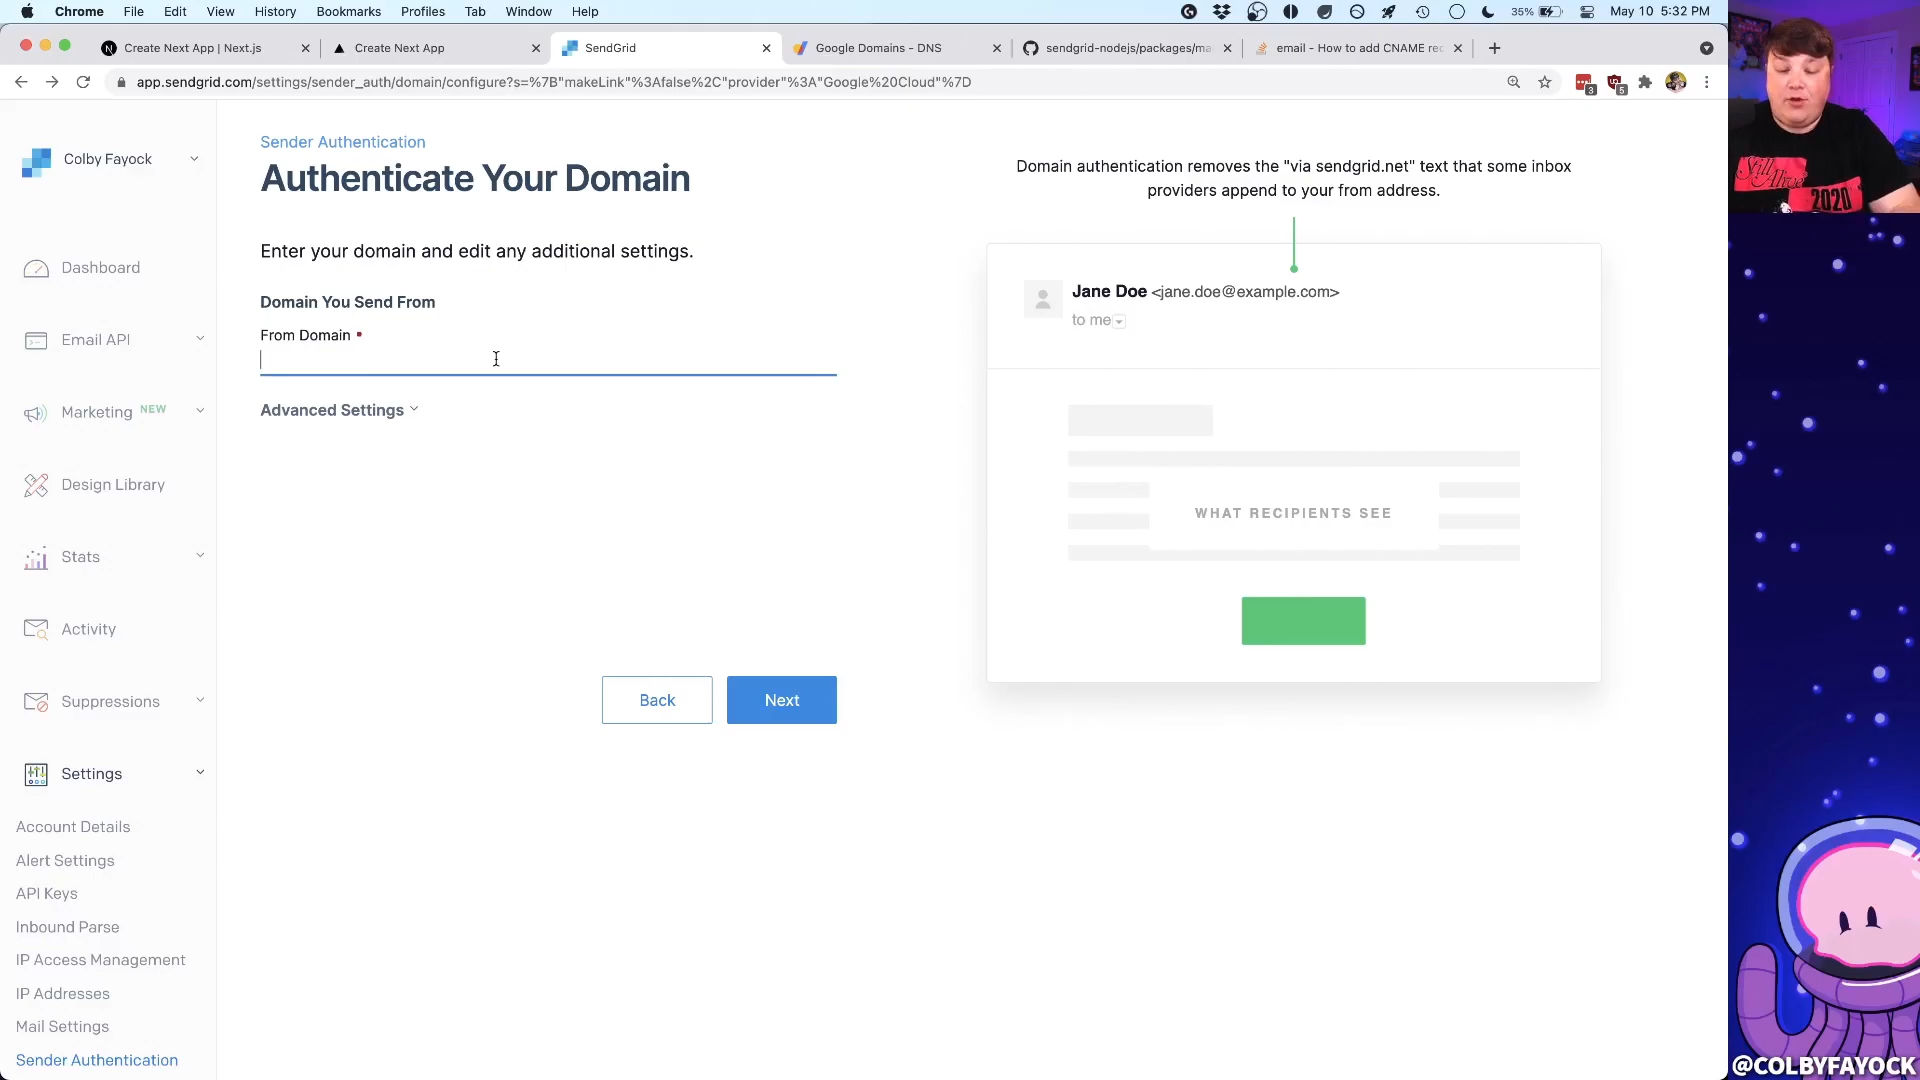 Chrome File Edit View History Bookmarks Profiles Tab Window Help
35% May 10 5:32 PM
Create Next App | Next.js
Create Next App
SendGrid
Google Domains - DNS
sendgrid-nodejs/packages/ma
email - How to add CNAME rec
app.sendgrid.com/settings/sender_auth/domain/configure?s=%7B"makeLink"%3Afalse%2C"provider"%3A"Google%20Cloud"%7D
3
5
Colby Fayock
Dashboard
Email API
Marketing NEW
Design Library
Stats
Activity
Suppressions
Settings
Account Details
Alert Settings
API Keys
Inbound Parse
IP Access Management
IP Addresses
Mail Settings
Sender Authentication
Sender Authentication
Authenticate Your Domain
Enter your domain and edit any additional settings.
Domain You Send From
From Domain
Advanced Settings
Back
Next
Domain authentication removes the "via sendgrid.net" text that some inbox
providers append to your from address.
Jane Doe <jane.doe@example.com>
to me
WHAT RECIPIENTS SEE
Still Alive
2020
@COLBYFAYOCK